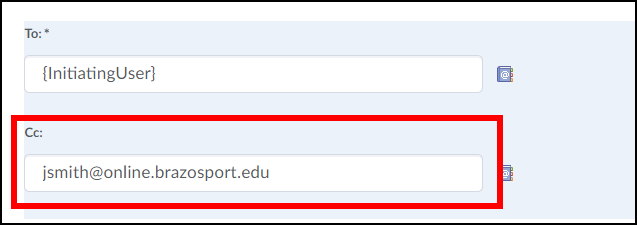 To: *
{InitiatingUser}
Cc:
jsmith@online.brazosport.edu